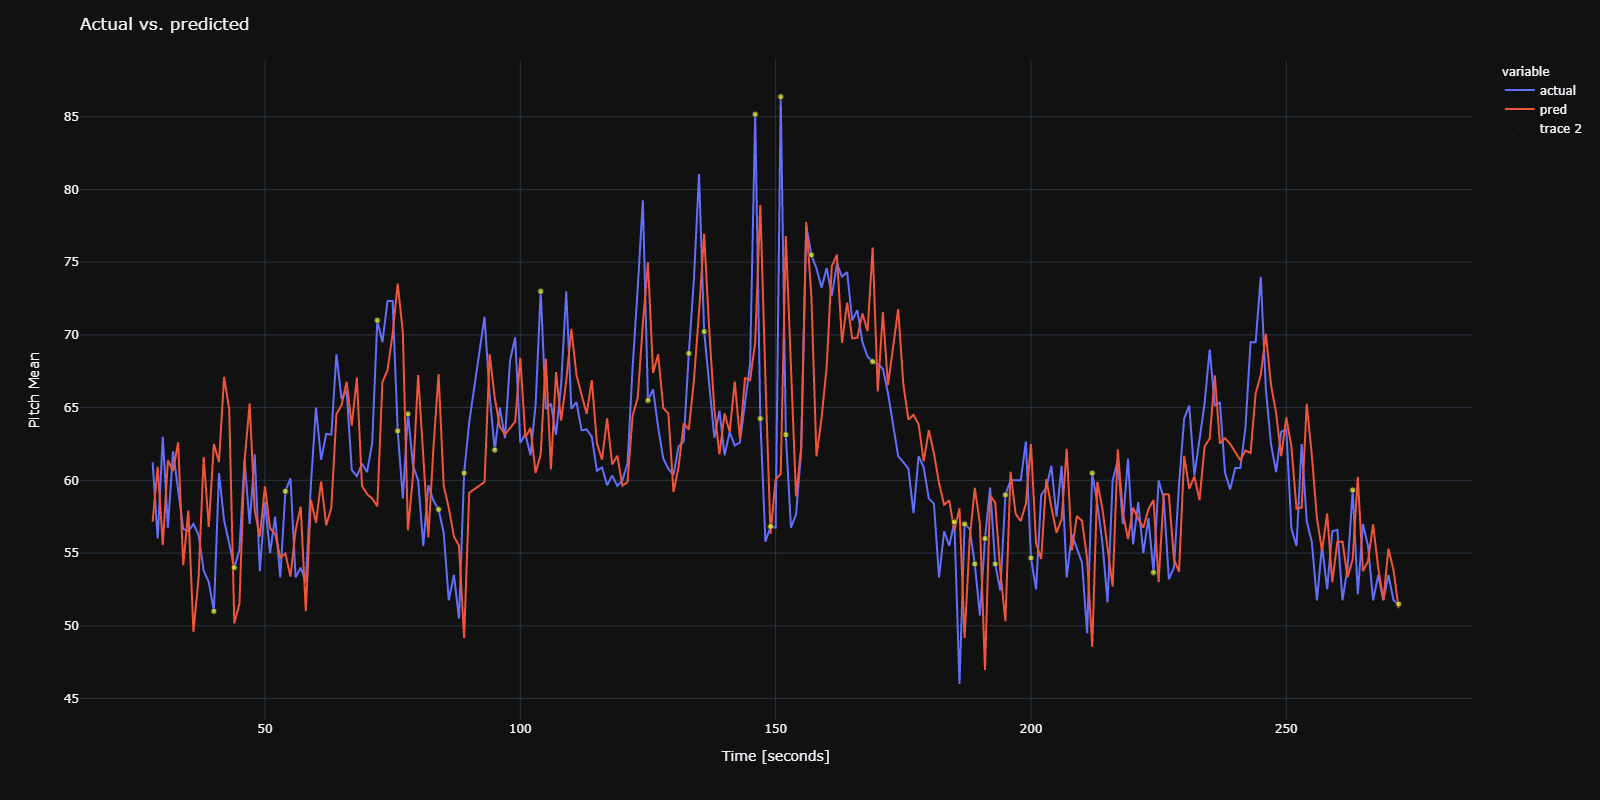 Actual vs. predicted
variable
actual
pred
trace 2
85
80
75
70
65
60
55
50
45
Pitch Mean
50
100
150
200
250
Time [seconds]